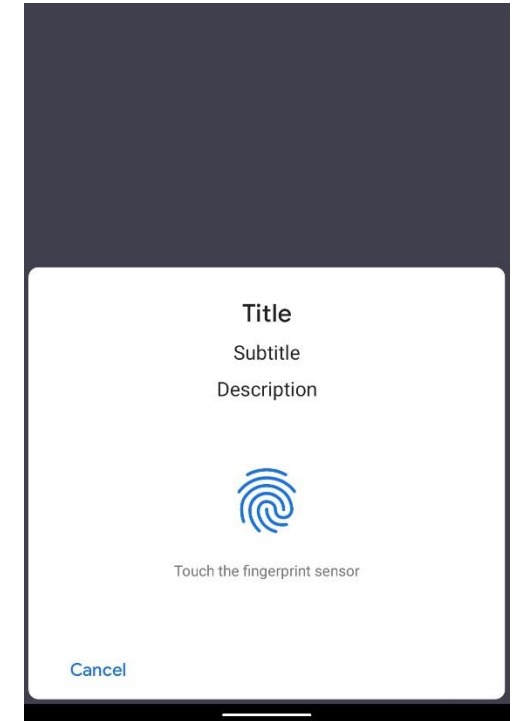 Title
Subtitle
Description
Touch the fingerprint sensor
Cancel